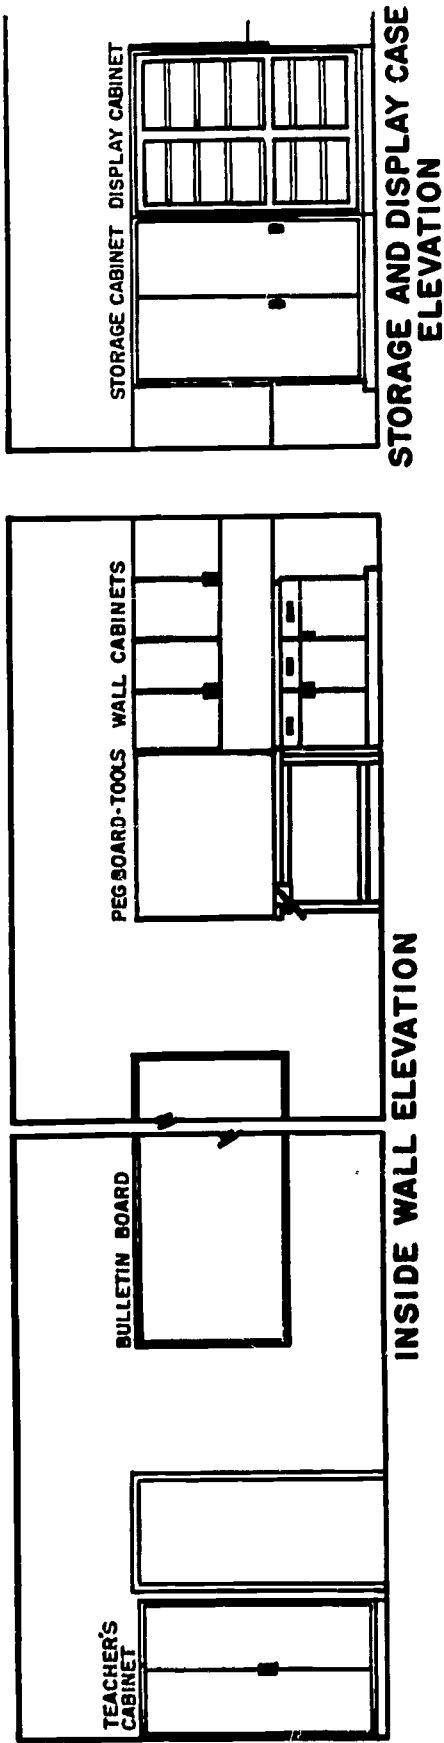 TEACHER'S
CABINET
BULLETIN BOARD
PEGBOARD-TOOLS
WALL CABINETS
INSIDE WALL ELEVATION
STORAGE CABINET
DISPLAY CABINET
STORAGE AND DISPLAY CASE
ELEVATION